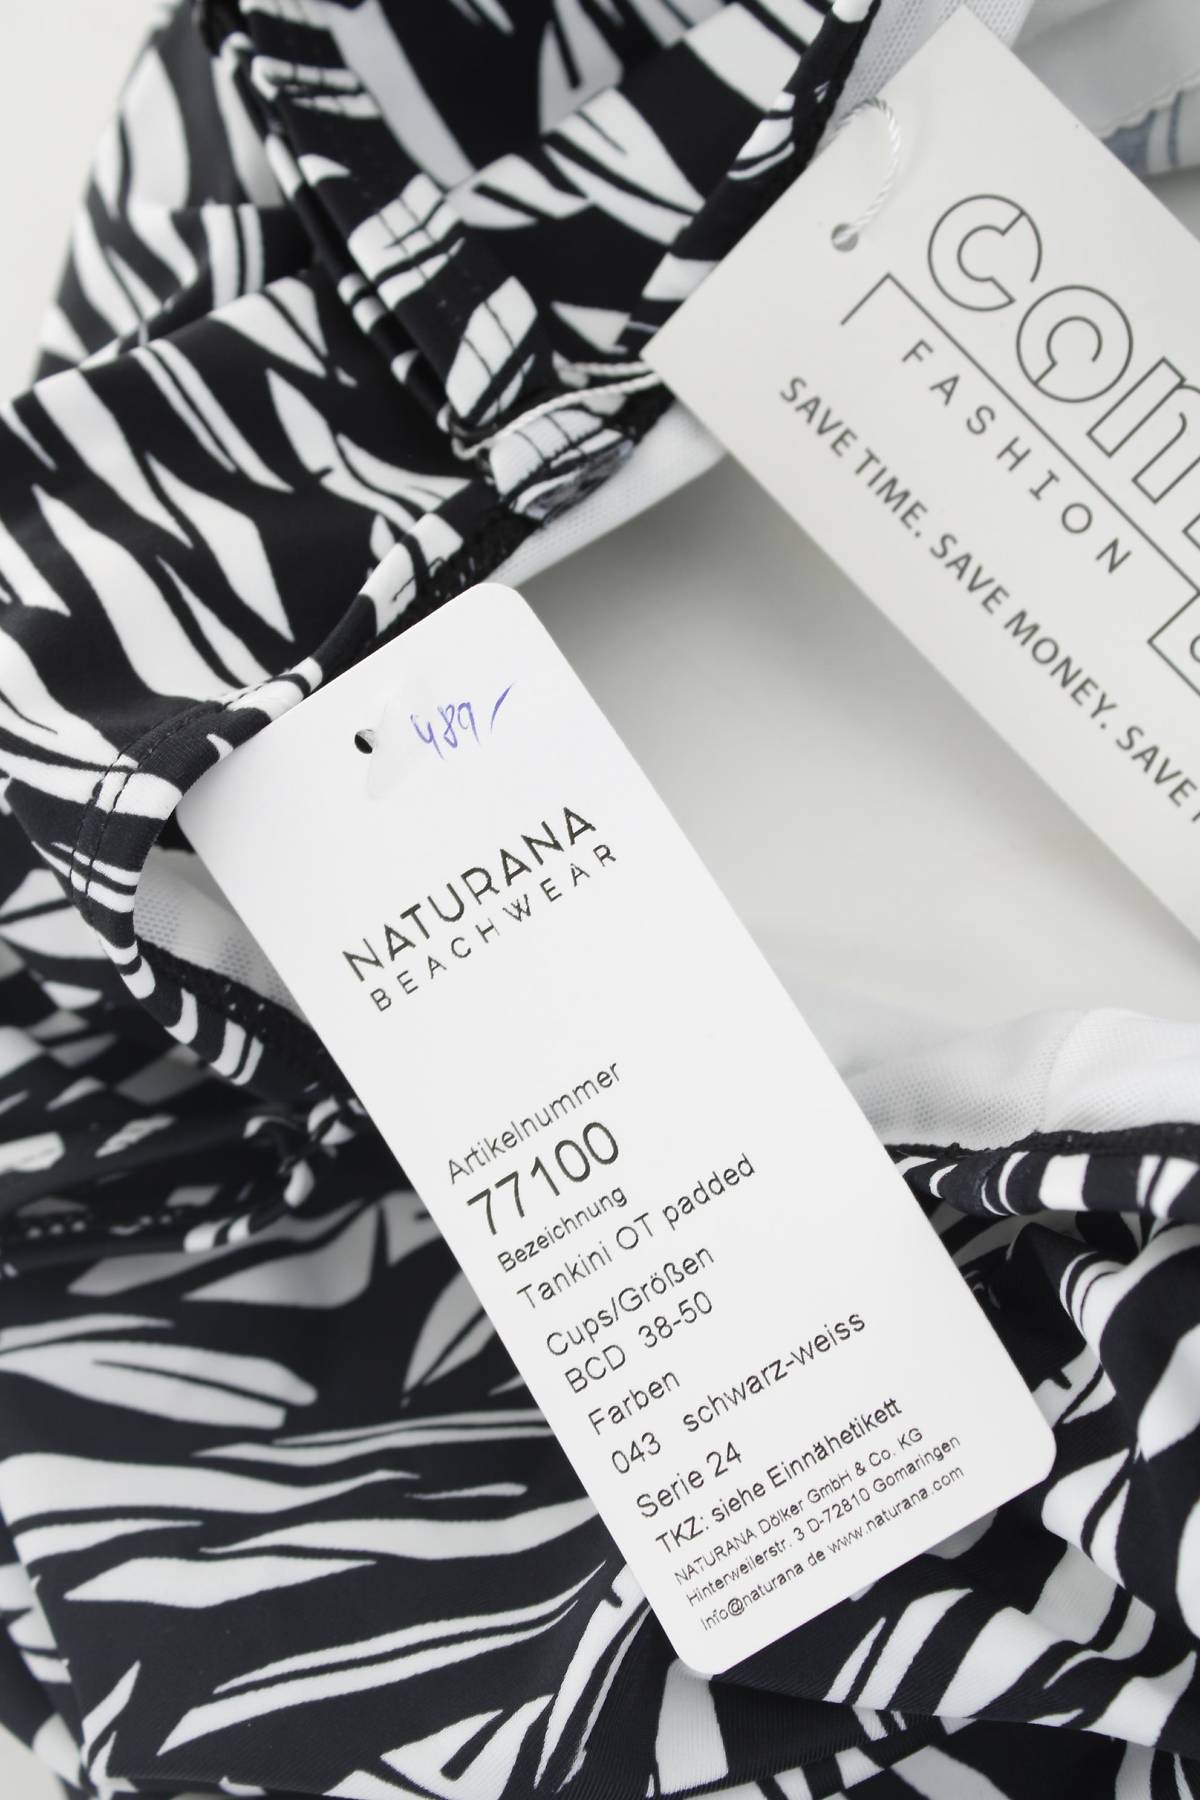 FASHION
SAVE TIME. SAVE MONEY. SAVE
489,-
NATURANA
BEACHWEAR
Artikelnummer
77100
Bezeichnung
Tankini OT padded
Cups/Größen
BCD 38-50
Farben
043 schwarz-weiss
Serie 24
TKZ: siehe Einnähetikett
NATURANA Dölker GmbH & Co. KG
Hinterweilerstr. 3 D-72810 Gomaringen
info@naturana de www.naturana.com